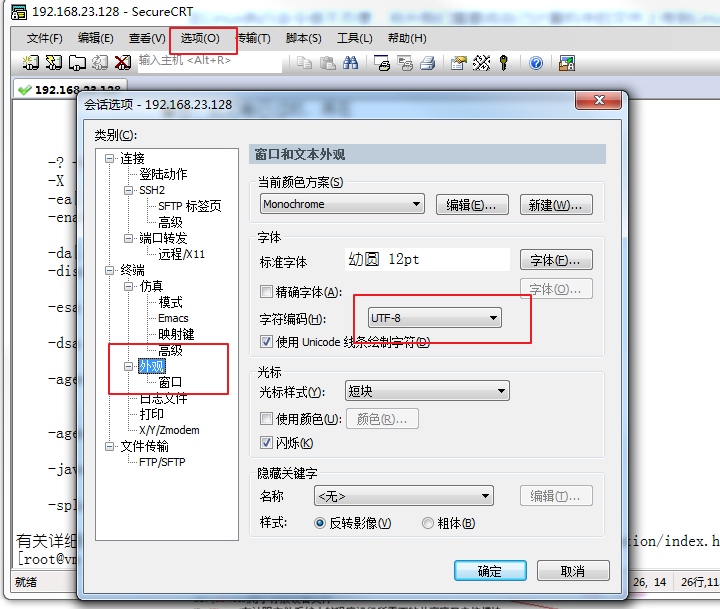 192.168.23.128 - SecureCRT
文件(F) 编辑(E) 查看(V) 选项(O) 传输(T) 脚本(S) 工具(L) 帮助(H)
输入主机 <Alt+R>
192.168.23.128
会话选项 - 192.168.23.128
类别(C):
连接
登陆动作
SSH2
SFTP 标签页
高级
端口转发
远程/X11
终端
仿真
模式
Emacs
映射键
高级
外观
窗口
日志文件
打印
X/Y/Zmodem
文件传输
FTP/SFTP
窗口和文本外观
当前颜色方案(S)
Monochrome 编辑(E)... 新建(W)...
字体
标准字体 幼圆 12pt 字体(F)...
精确字体(A): 字体(O)...
字符编码(H): UTF-8
使用 Unicode 线条绘制字符(D)
光标
光标样式(Y): 短块
使用颜色(U): 颜色(R)...
闪烁(K)
隐藏关键字
名称 <无> 编辑(T)...
样式: 反转影像(V) 粗体(B)
确定 取消
-? -
-X
-ea
-ena
-da
-dis
-esa
-dsa
-age
-age
-jav
-spl
有关详细 tion/index.h
[root@vm
就绪 26, 14 26行,11